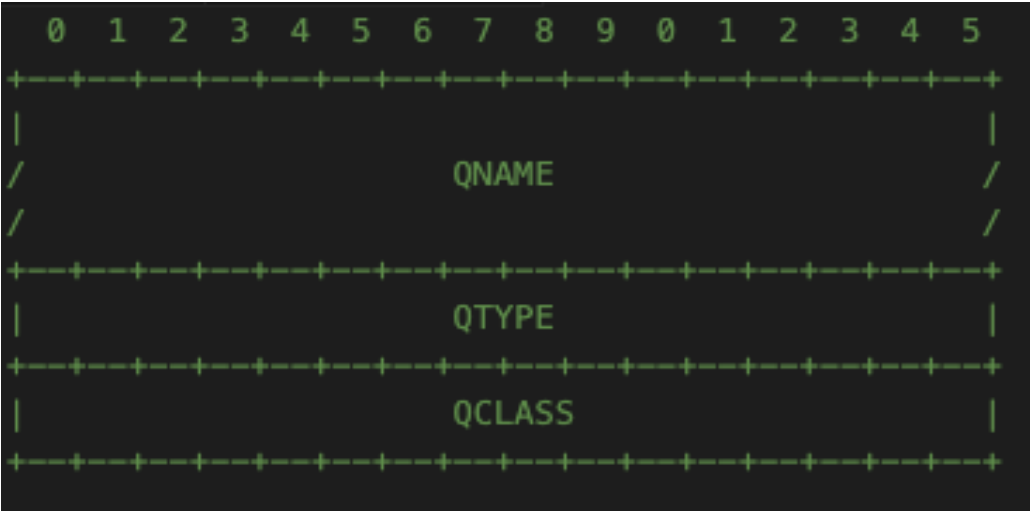 0 1 2 3 4 5 6 7 8 9 0 1 2 3 4 5
+--+--+--+--+--+--+--+--+--+--+--+--+--+--+--+--+
|                                               |
/                     QNAME                     /
/                                               /
+--+--+--+--+--+--+--+--+--+--+--+--+--+--+--+--+
|                     QTYPE                     |
+--+--+--+--+--+--+--+--+--+--+--+--+--+--+--+--+
|                     QCLASS                    |
+--+--+--+--+--+--+--+--+--+--+--+--+--+--+--+--+